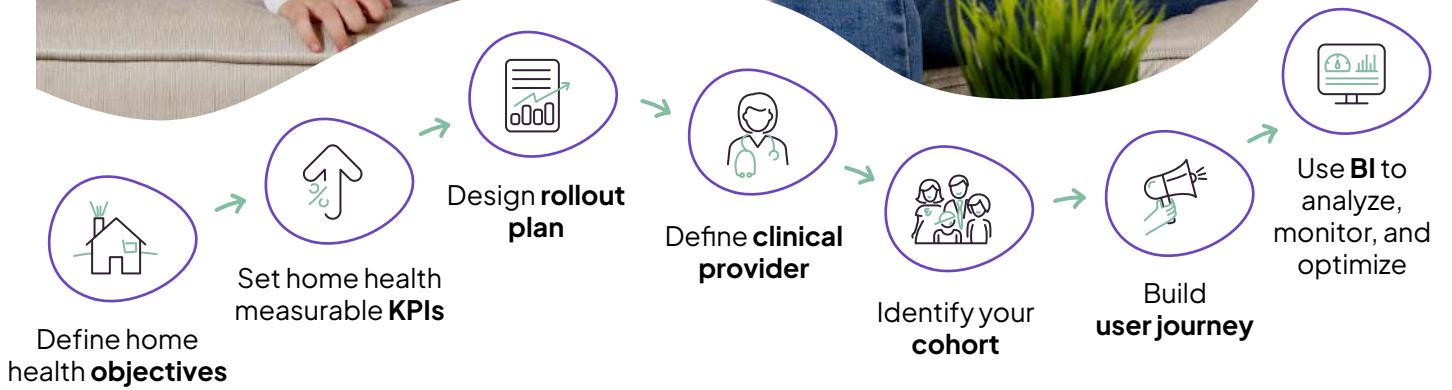 Define home
health objectives
Set home health
measurable KPIs
Design rollout
plan
Define clinical
provider
Identify your
cohort
Build
user journey
Use BI to
analyze,
monitor, and
optimize